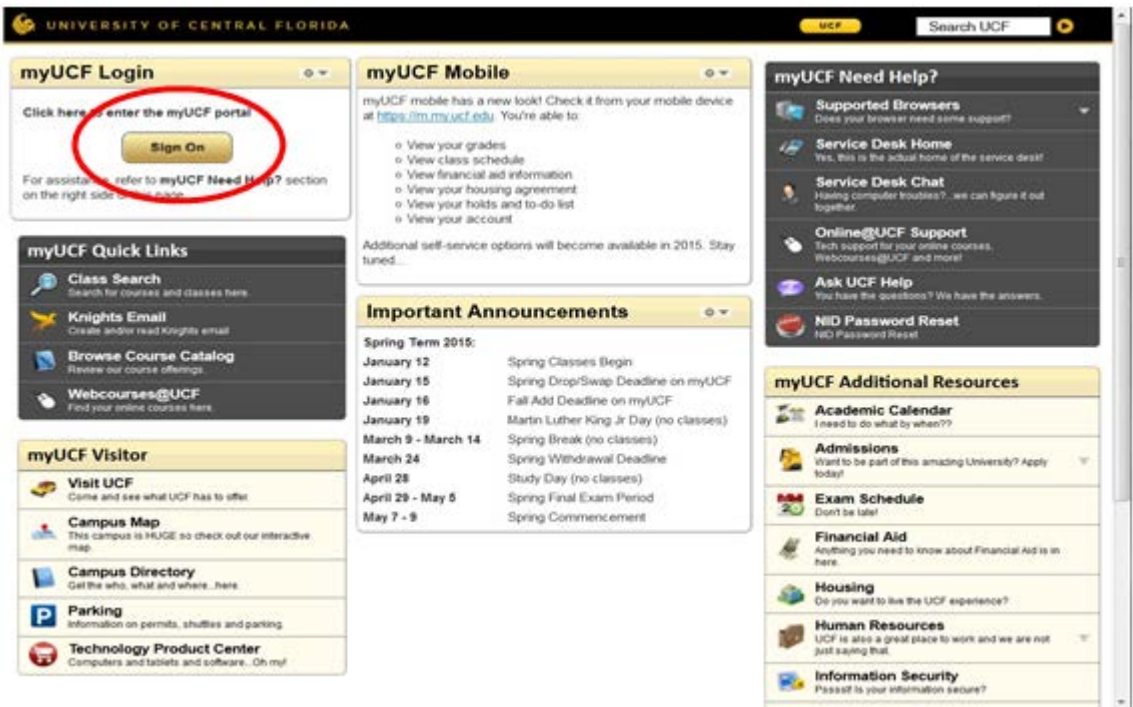 UNIVERSITY OF CENTRAL FLORIDA
UCF
Search UCF
myUCF Login
Click here to enter the myUCF portal
Sign On
For assistance, refer to myUCF Need Help? section
on the right side of this page.
myUCF Quick Links
Class Search
Search for courses and classes here.
Knights Email
Create and/or read Knights email
Browse Course Catalog
Review our course offerings.
Webcourses@UCF
Find your online courses here.
myUCF Visitor
Visit UCF
Come and see what UCF has to offer.
Campus Map
This campus is HUGE so check out our interactive
map.
Campus Directory
Get the who, what and where...here.
Parking
Information on permits, shuttles and parking.
Technology Product Center
Computers and tablets and software...Oh my!
myUCF Mobile
myUCF mobile has a new look! Check it from your mobile device
at https://m.my.ucf.edu. You're able to:
View your grades
View class schedule
View financial aid information
View your housing agreement
View your holds and to-do list
View your account
Additional self-service options will become available in 2015. Stay
tuned...
Important Announcements
Spring Term 2015:
January 12 Spring Classes Begin
January 15 Spring Drop/Swap Deadline on myUCF
January 16 Fall Add Deadline on myUCF
January 19 Martin Luther King Jr Day (no classes)
March 9 - March 14 Spring Break (no classes)
March 24 Spring Withdrawal Deadline
April 28 Study Day (no classes)
April 29 - May 5 Spring Final Exam Period
May 7 - 9 Spring Commencement
myUCF Need Help?
Supported Browsers
Does your browser need some support?
Service Desk Home
Yes, this is the actual home of the service desk!
Service Desk Chat
Having computer troubles?...we can figure it out
together.
Online@UCF Support
Tech support for your online courses,
Webcourses@UCF and more!
Ask UCF Help
You have the questions? We have the answers.
NID Password Reset
NID Password Reset
myUCF Additional Resources
Academic Calendar
I need to do what by when??
Admissions
Want to be part of this amazing University? Apply
today!
Exam Schedule
Don't be late!
Financial Aid
Anything you need to know about Financial Aid is in
here.
Housing
Do you want to live the UCF experience?
Human Resources
UCF is also a great place to work and we are not
just saying that.
Information Security
Psssst! Is your information secure?